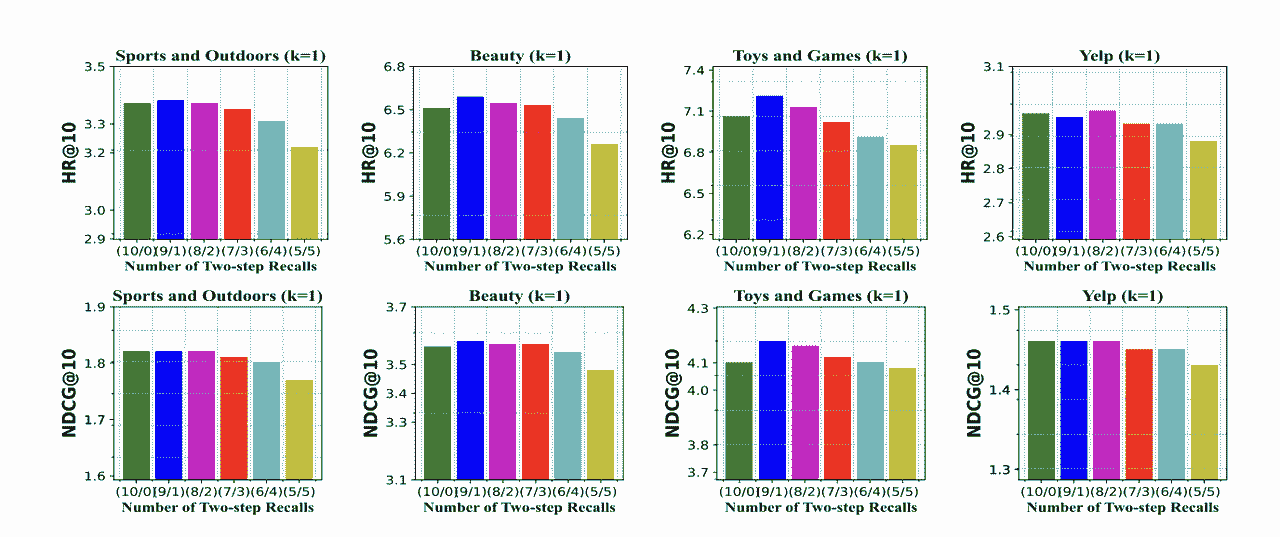 Sports and Outdoors (k=1)
3.5
3.3
3.2
3.0
2.9
HR@10
(10/0)(9/1)(8/2)(7/3)(6/4)(5/5)
Number of Two-step Recalls
Beauty (k=1)
6.8
6.5
6.2
5.9
5.6
HR@10
(10/0)(9/1)(8/2)(7/3)(6/4)(5/5)
Number of Two-step Recalls
Toys and Games (k=1)
7.4
7.1
6.8
6.5
6.2
HR@10
(10/0)(9/1)(8/2)(7/3)(6/4)(5/5)
Number of Two-step Recalls
Yelp (k=1)
3.1
2.9
2.8
2.7
2.6
HR@10
(10/0)(9/1)(8/2)(7/3)(6/4)(5/5)
Number of Two-step Recalls
Sports and Outdoors (k=1)
1.9
1.8
1.7
1.6
NDCG@10
(10/0)(9/1)(8/2)(7/3)(6/4)(5/5)
Number of Two-step Recalls
Beauty (k=1)
3.7
3.5
3.4
3.3
3.1
NDCG@10
(10/0)(9/1)(8/2)(7/3)(6/4)(5/5)
Number of Two-step Recalls
Toys and Games (k=1)
4.3
4.1
4.0
3.8
3.7
NDCG@10
(10/0)(9/1)(8/2)(7/3)(6/4)(5/5)
Number of Two-step Recalls
Yelp (k=1)
1.5
1.4
1.3
NDCG@10
(10/0)(9/1)(8/2)(7/3)(6/4)(5/5)
Number of Two-step Recalls